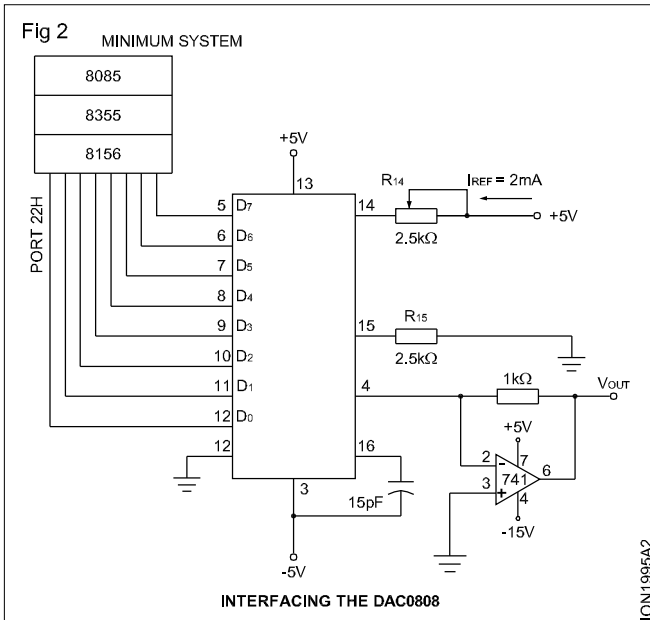 Fig 2
MINIMUM SYSTEM
8085
8355
8156
PORT 22H
+5V
13
R14
IREF = 2mA
5 D7
14
+5V
2.5kΩ
6 D6
7 D5
8 D4
R15
9 D3
15
2.5kΩ
10 D2
4
1kΩ
VOUT
11 D1
12 D0
+5V
12
16
2 - 7
741 6
3 + 4
15pF
3
-15V
-5V
INTERFACING THE DAC0808
ION1995A2